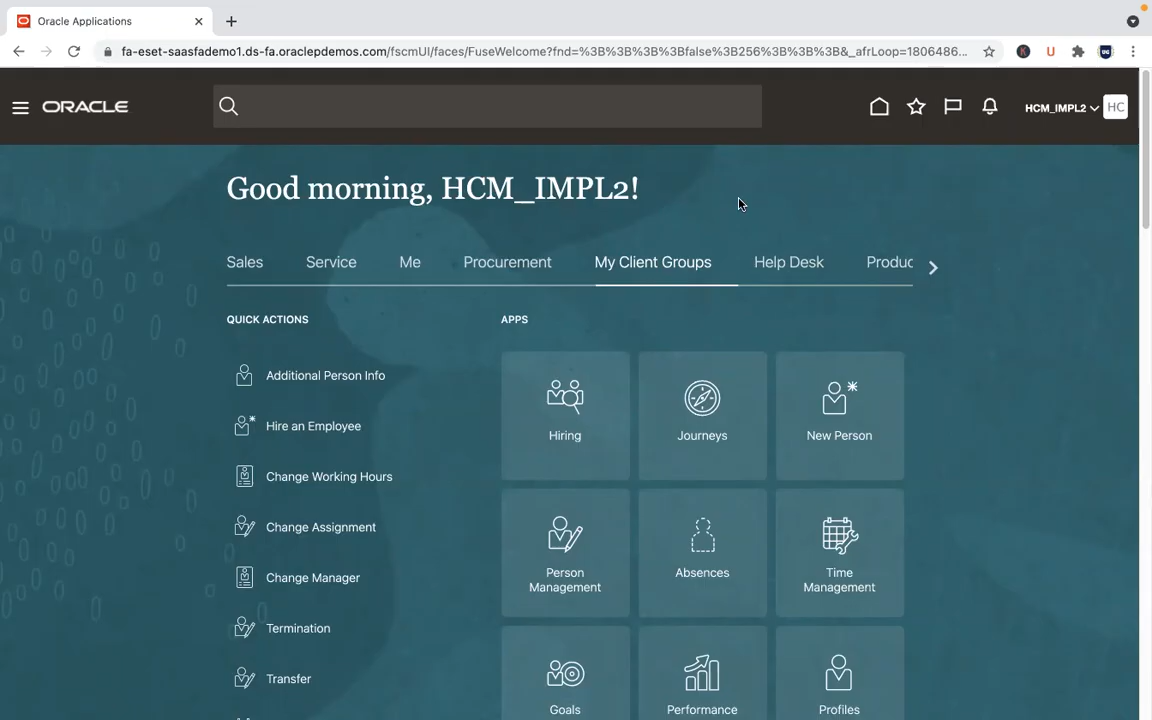 Oracle Applications
fa-eset-saasfademo1.ds-fa.oraclepdemos.com/fscmUI/faces/FuseWelcome?fnd=%3B%3B%3B%3Bfalse%3B256%3B%3B%3B&_afrLoop=1806486...
U
UG
ORACLE
HCM_IMPL2
HC
Good morning, HCM_IMPL2!
Sales
Service
Me
Procurement
My Client Groups
Help Desk
Produc
QUICK ACTIONS
Additional Person Info
Hire an Employee
Change Working Hours
Change Assignment
Change Manager
Termination
Transfer
APPS
Hiring
Journeys
New Person
Person
Management
Absences
Time
Management
Goals
Performance
Profiles